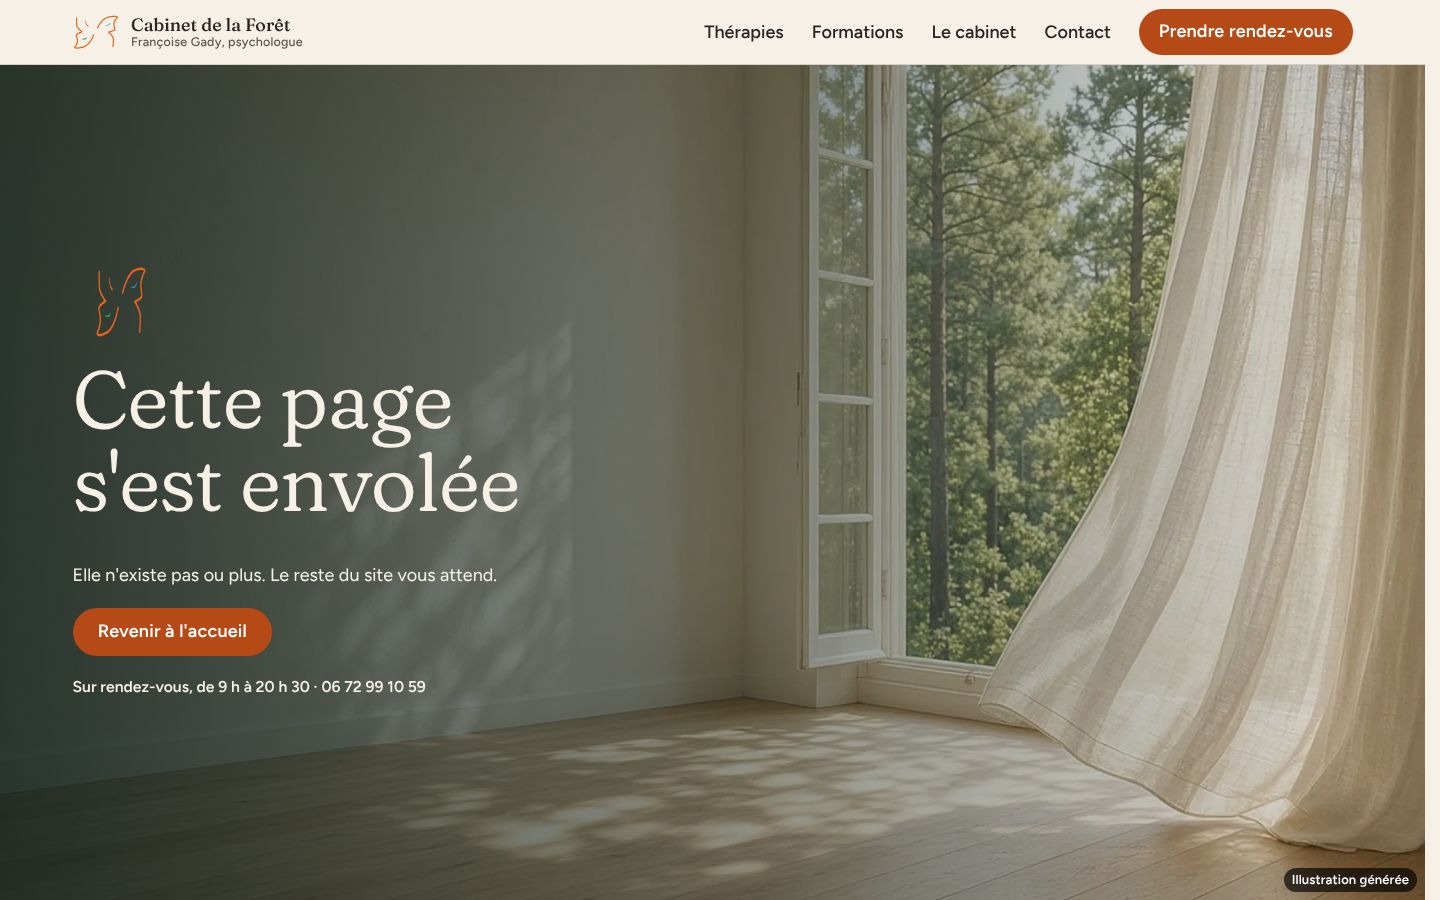 Cabinet de la Forêt
Françoise Gady, psychologue
Thérapies
Formations
Le cabinet
Contact
Prendre rendez-vous
Cette page
s'est envolée
Elle n'existe pas ou plus. Le reste du site vous attend.
Revenir à l'accueil
Sur rendez-vous, de 9 h à 20 h 30 · 06 72 99 10 59
Illustration générée